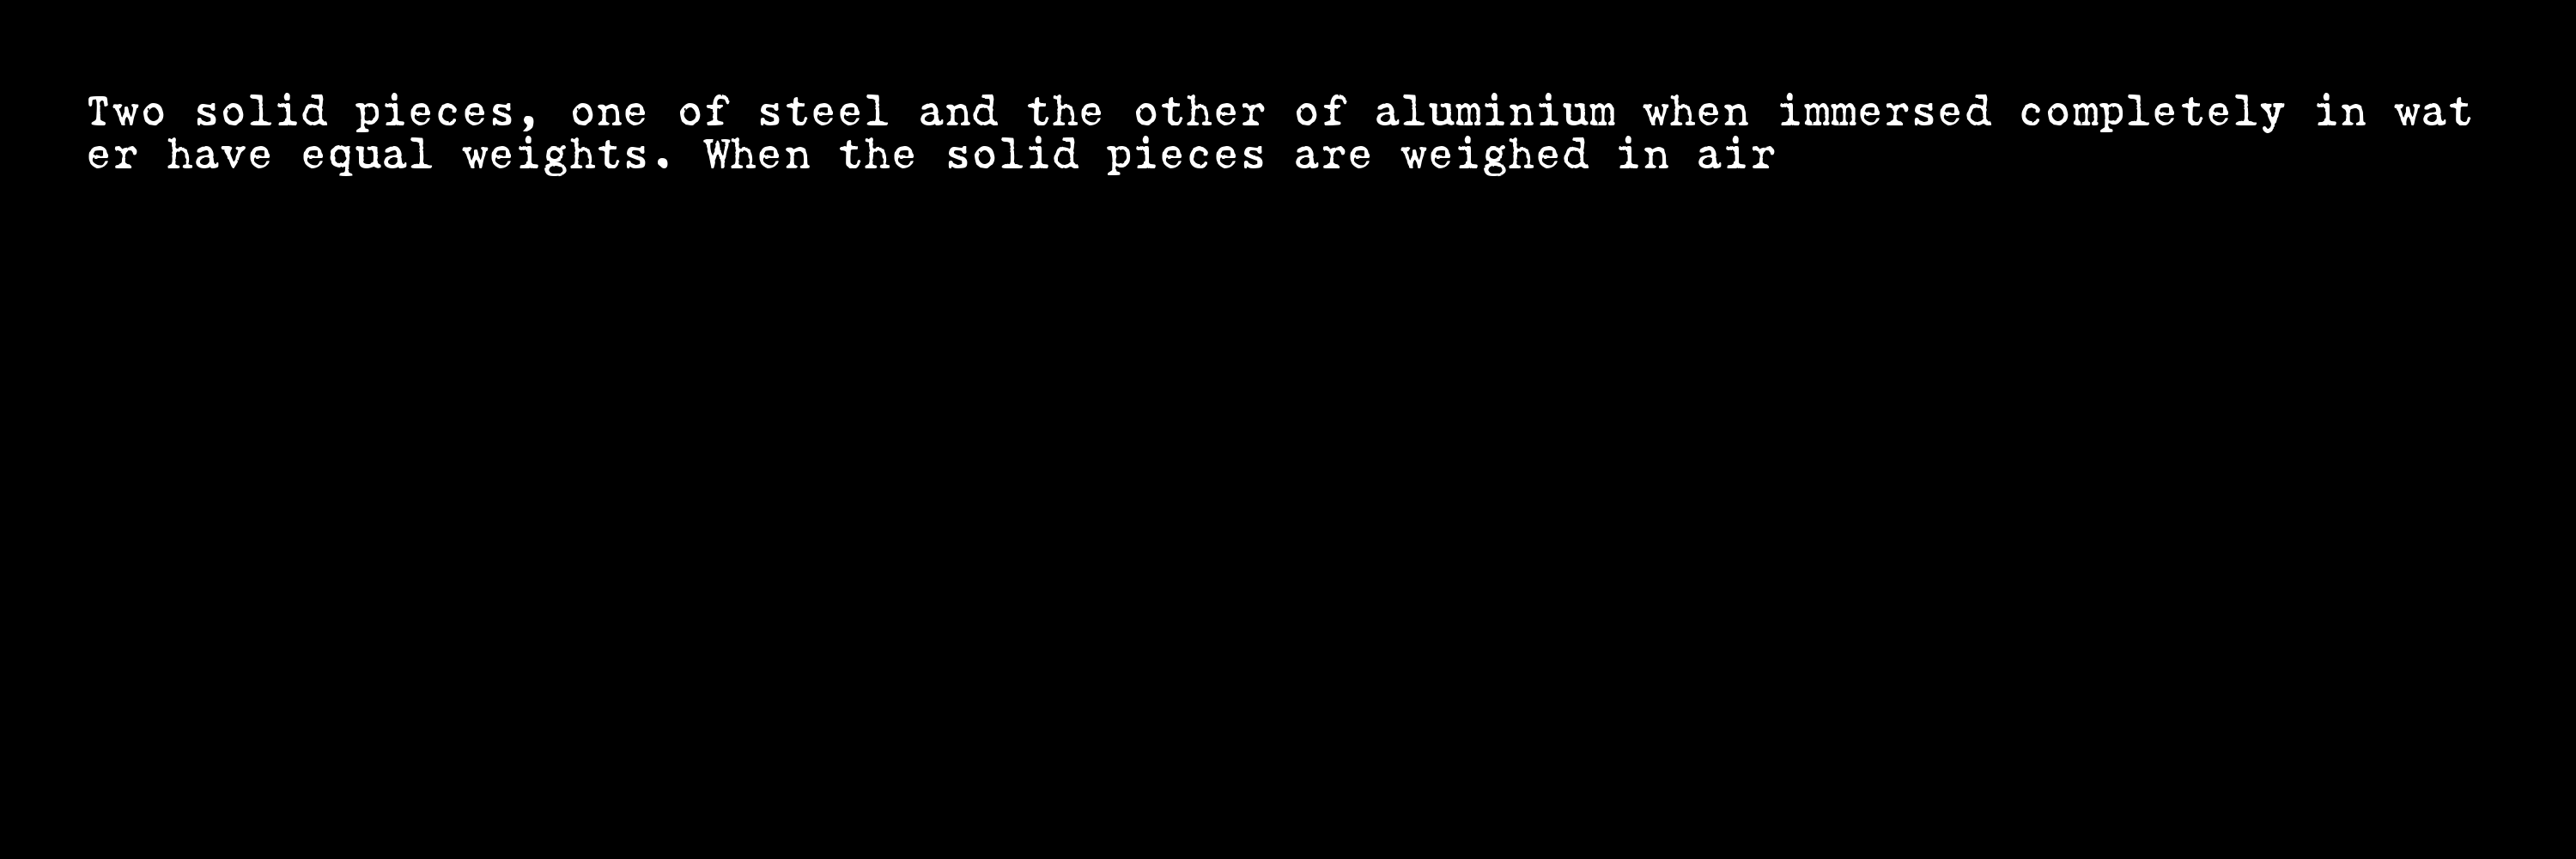 Two solid pieces, one of steel and the other of aluminium when immersed completely in wat
er have equal weights. When the solid pieces are weighed in air